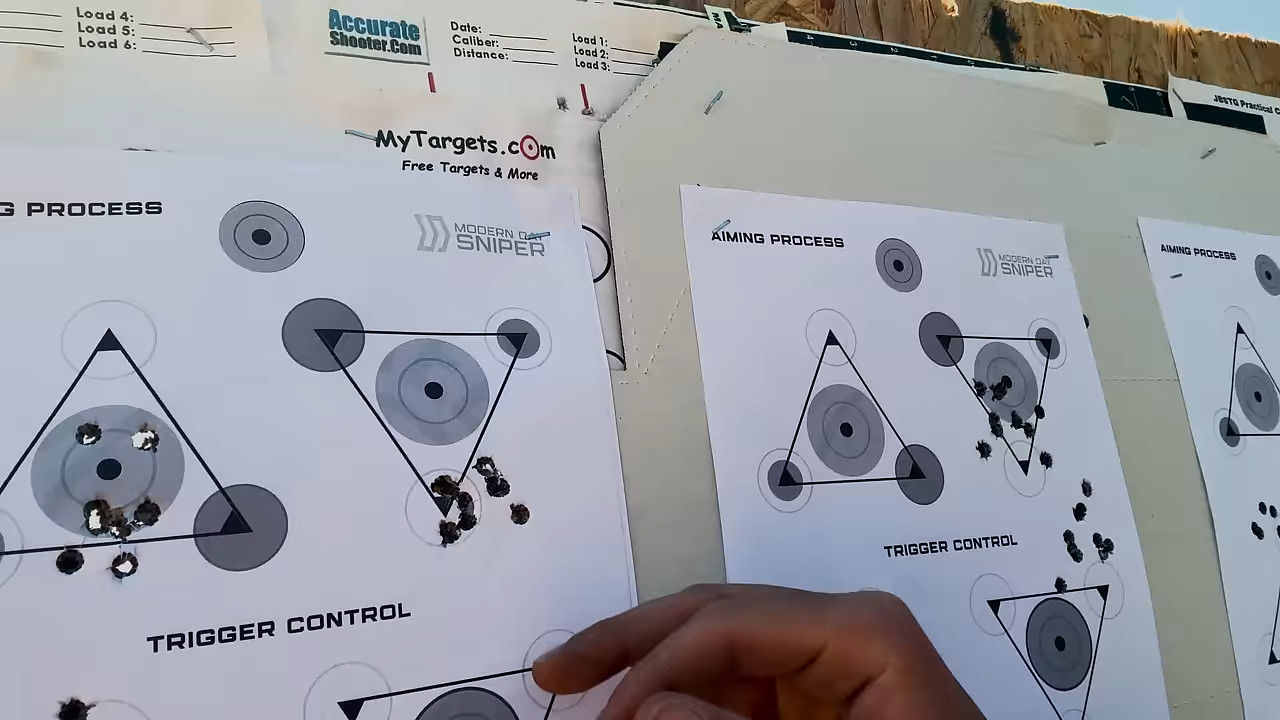 Load 4:
Load 5:
Load 6:
Accurate
Shooter.Com
Date:
Caliber:
Distance:
Load 1:
Load 2:
Load 3:
MyTargets.com
Free Targets & More
G PROCESS
MODERN DAY
SNIPER
TRIGGER CONTROL
AIMING PROCESS
MODERN DAY
SNIPER
TRIGGER CONTROL
AIMING PROCESS
JBSTG Practical C